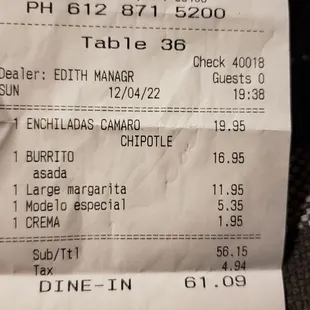 PH 612 871 5200
Table 36
Check 40018
Dealer: EDITH MANAGR Guests 0
SUN 12/04/22 19:38
1 ENCHILADAS CAMARO 19.95
CHIPOTLE
1 BURRITO 16.95
asada
1 Large margarita 11.95
1 Modelo especial 5.35
1 CREMA 1.95
Sub/Ttl 56.15
Tax 4.94
DINE-IN 61.09